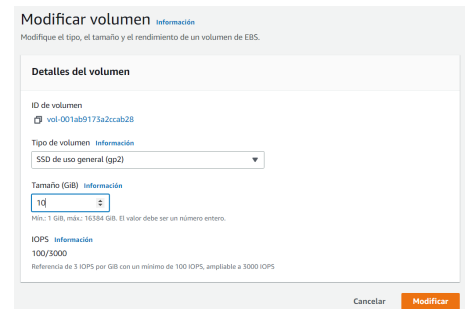 Modificar volumen Información
Modifique el tipo, el tamaño y el rendimiento de un volumen de EBS.
Detalles del volumen
ID de volumen
vol-001ab9173a2ccab28
Tipo de volumen Información
SSD de uso general (gp2)
Tamaño (GiB) Información
10
Mín.: 1 GiB, máx.: 16384 GiB. El valor debe ser un número entero.
IOPS Información
100/3000
Referencia de 3 IOPS por GiB con un mínimo de 100 IOPS, ampliable a 3000 IOPS
Cancelar Modificar